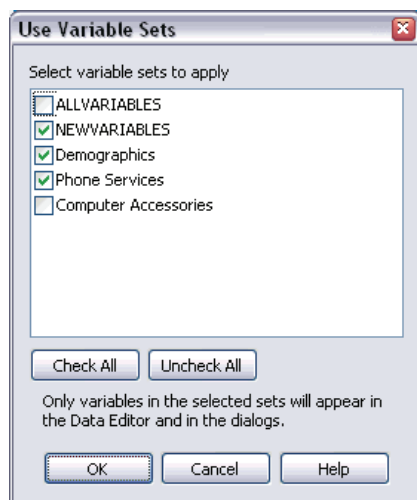 Use Variable Sets
Select variable sets to apply
ALLVARIABLES
NEWVARIABLES
Demographics
Phone Services
Computer Accessories
Check All
Uncheck All
Only variables in the selected sets will appear in
the Data Editor and in the dialogs.
OK
Cancel
Help